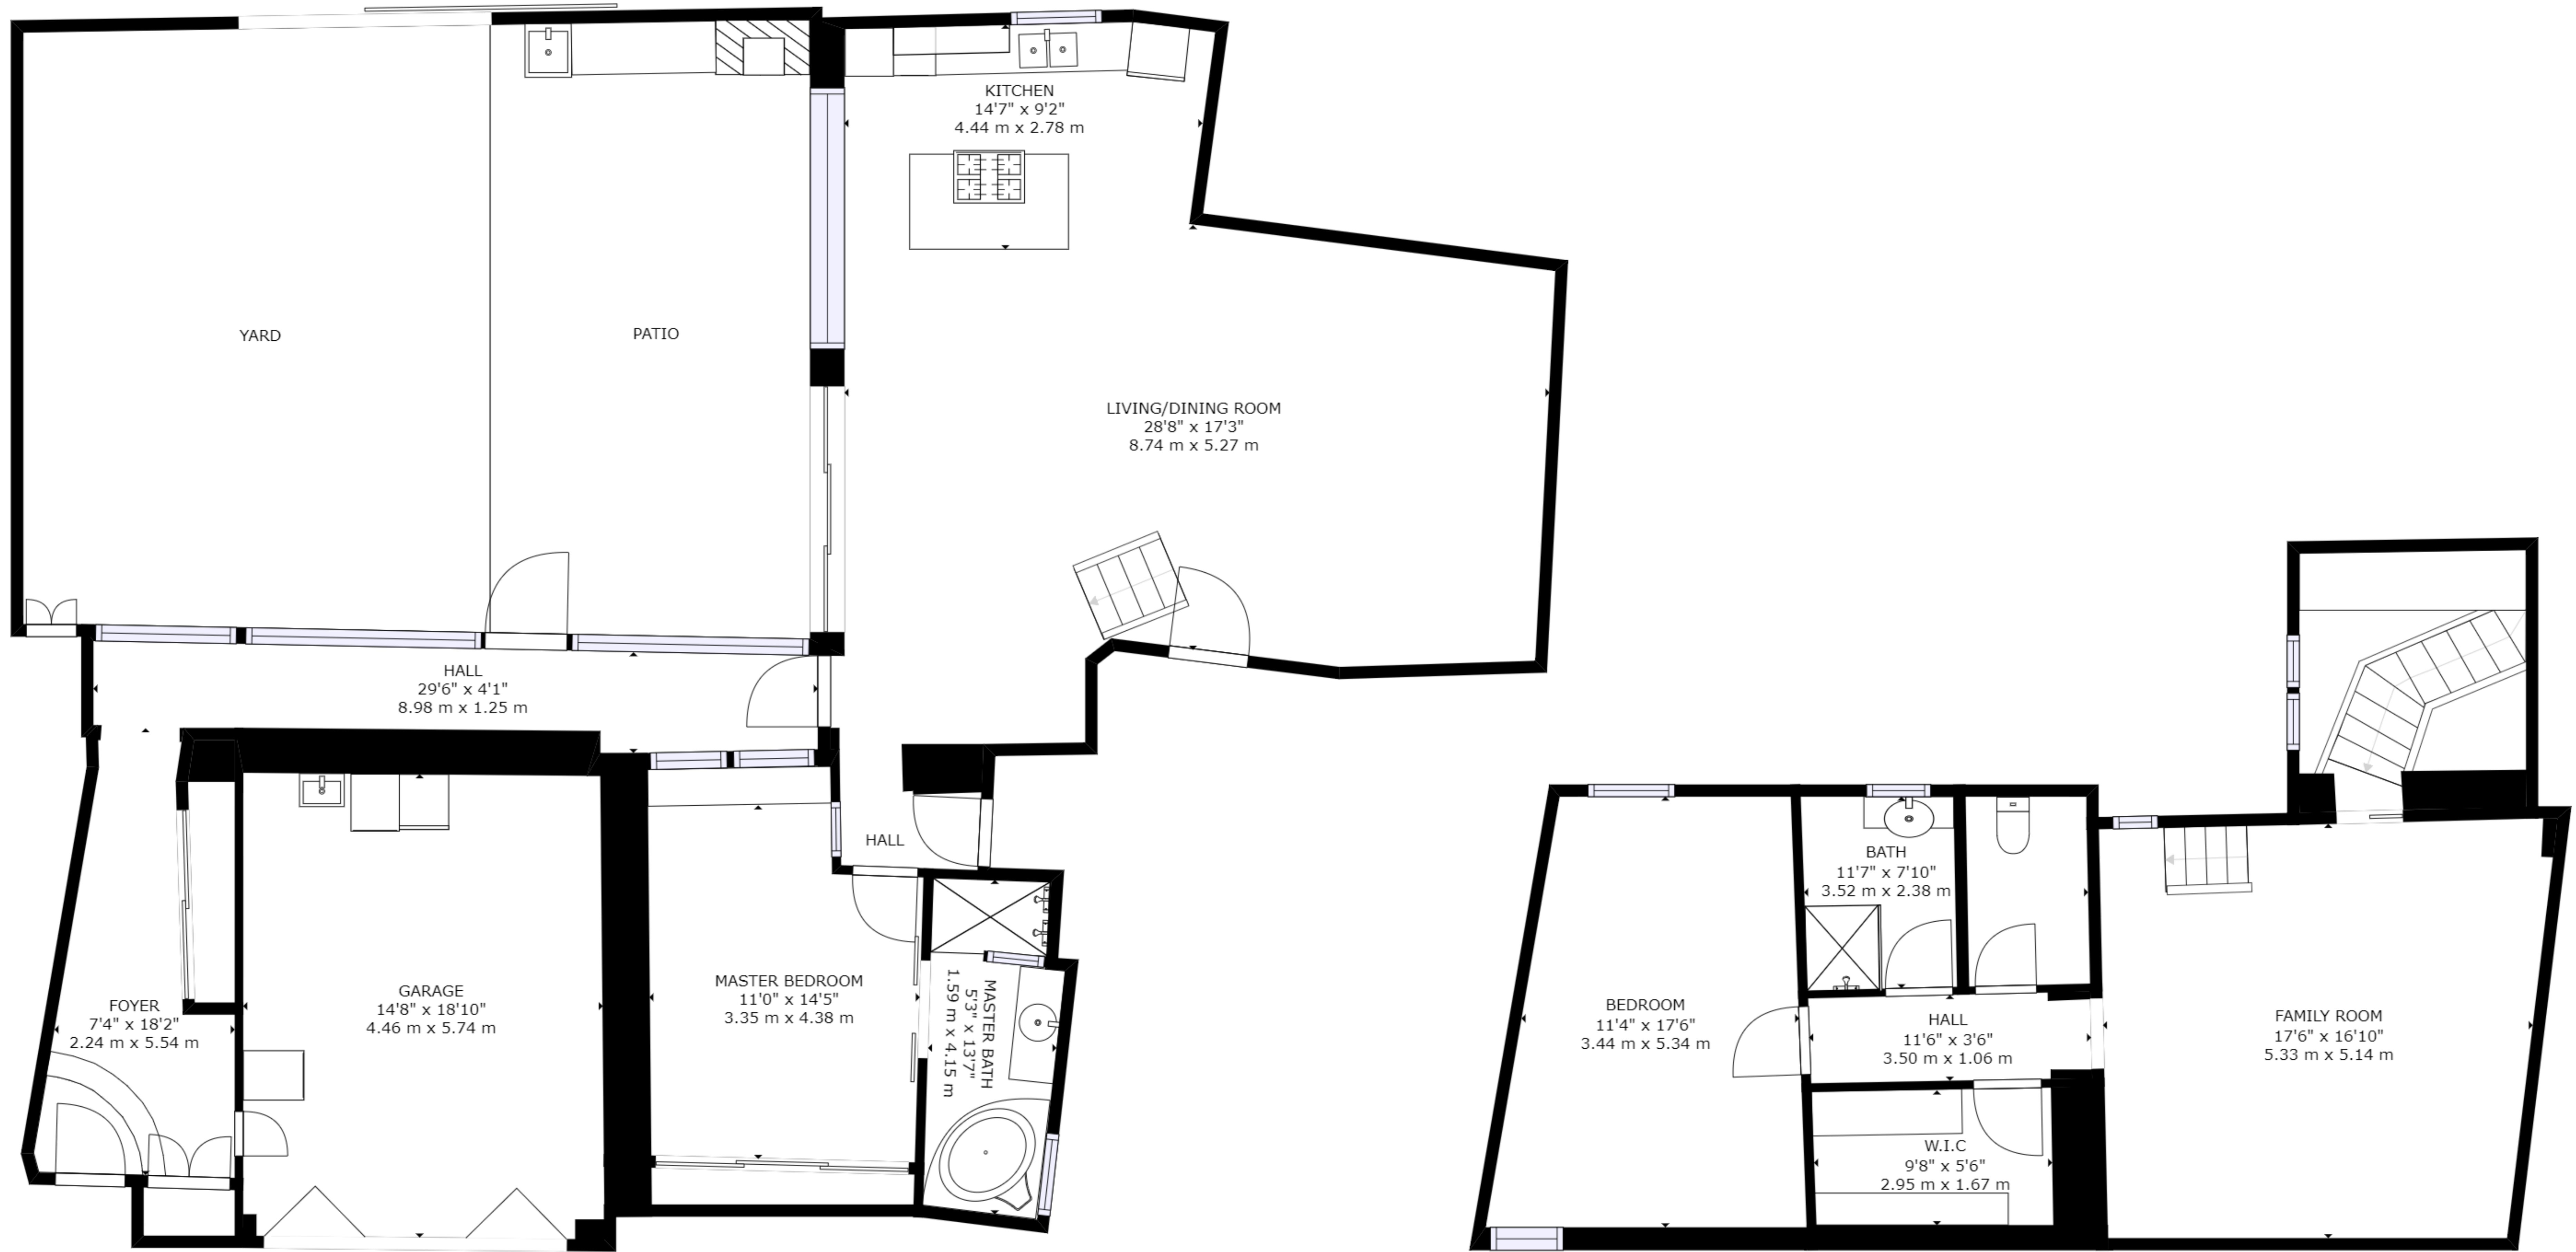 KITCHEN
14'7" x 9'2"
4.44 m x 2.78 m
YARD
PATIO
LIVING/DINING ROOM
28'8" x 17'3"
8.74 m x 5.27 m
HALL
29'6" x 4'1"
8.98 m x 1.25 m
HALL
FOYER
7'4" x 18'2"
2.24 m x 5.54 m
GARAGE
14'8" x 18'10"
4.46 m x 5.74 m
MASTER BEDROOM
11'0" x 14'5"
3.35 m x 4.38 m
MASTER BATH
5'3" x 13'7"
1.59 m x 4.15 m
BATH
11'7" x 7'10"
3.52 m x 2.38 m
BEDROOM
11'4" x 17'6"
3.44 m x 5.34 m
HALL
11'6" x 3'6"
3.50 m x 1.06 m
FAMILY ROOM
17'6" x 16'10"
5.33 m x 5.14 m
W.I.C
9'8" x 5'6"
2.95 m x 1.67 m